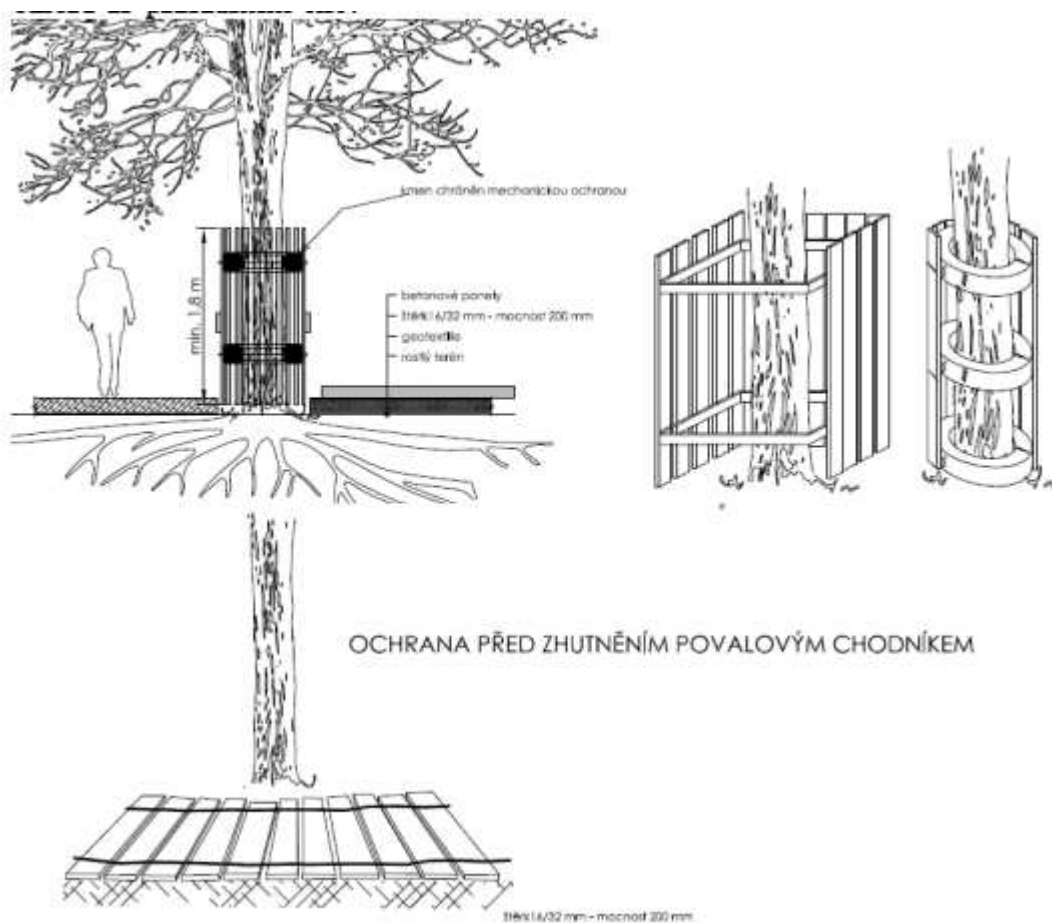 kmen chráněn mechanickou ochranou
min. 1,8 m
betonové panely
štěrk 16/32 mm - mocnost 200 mm
geotextilie
rostlý terén
OCHRANA PŘED ZHUTNĚNÍM POVALOVÝM CHODNÍKEM
štěrk 16/32 mm - mocnost 200 mm